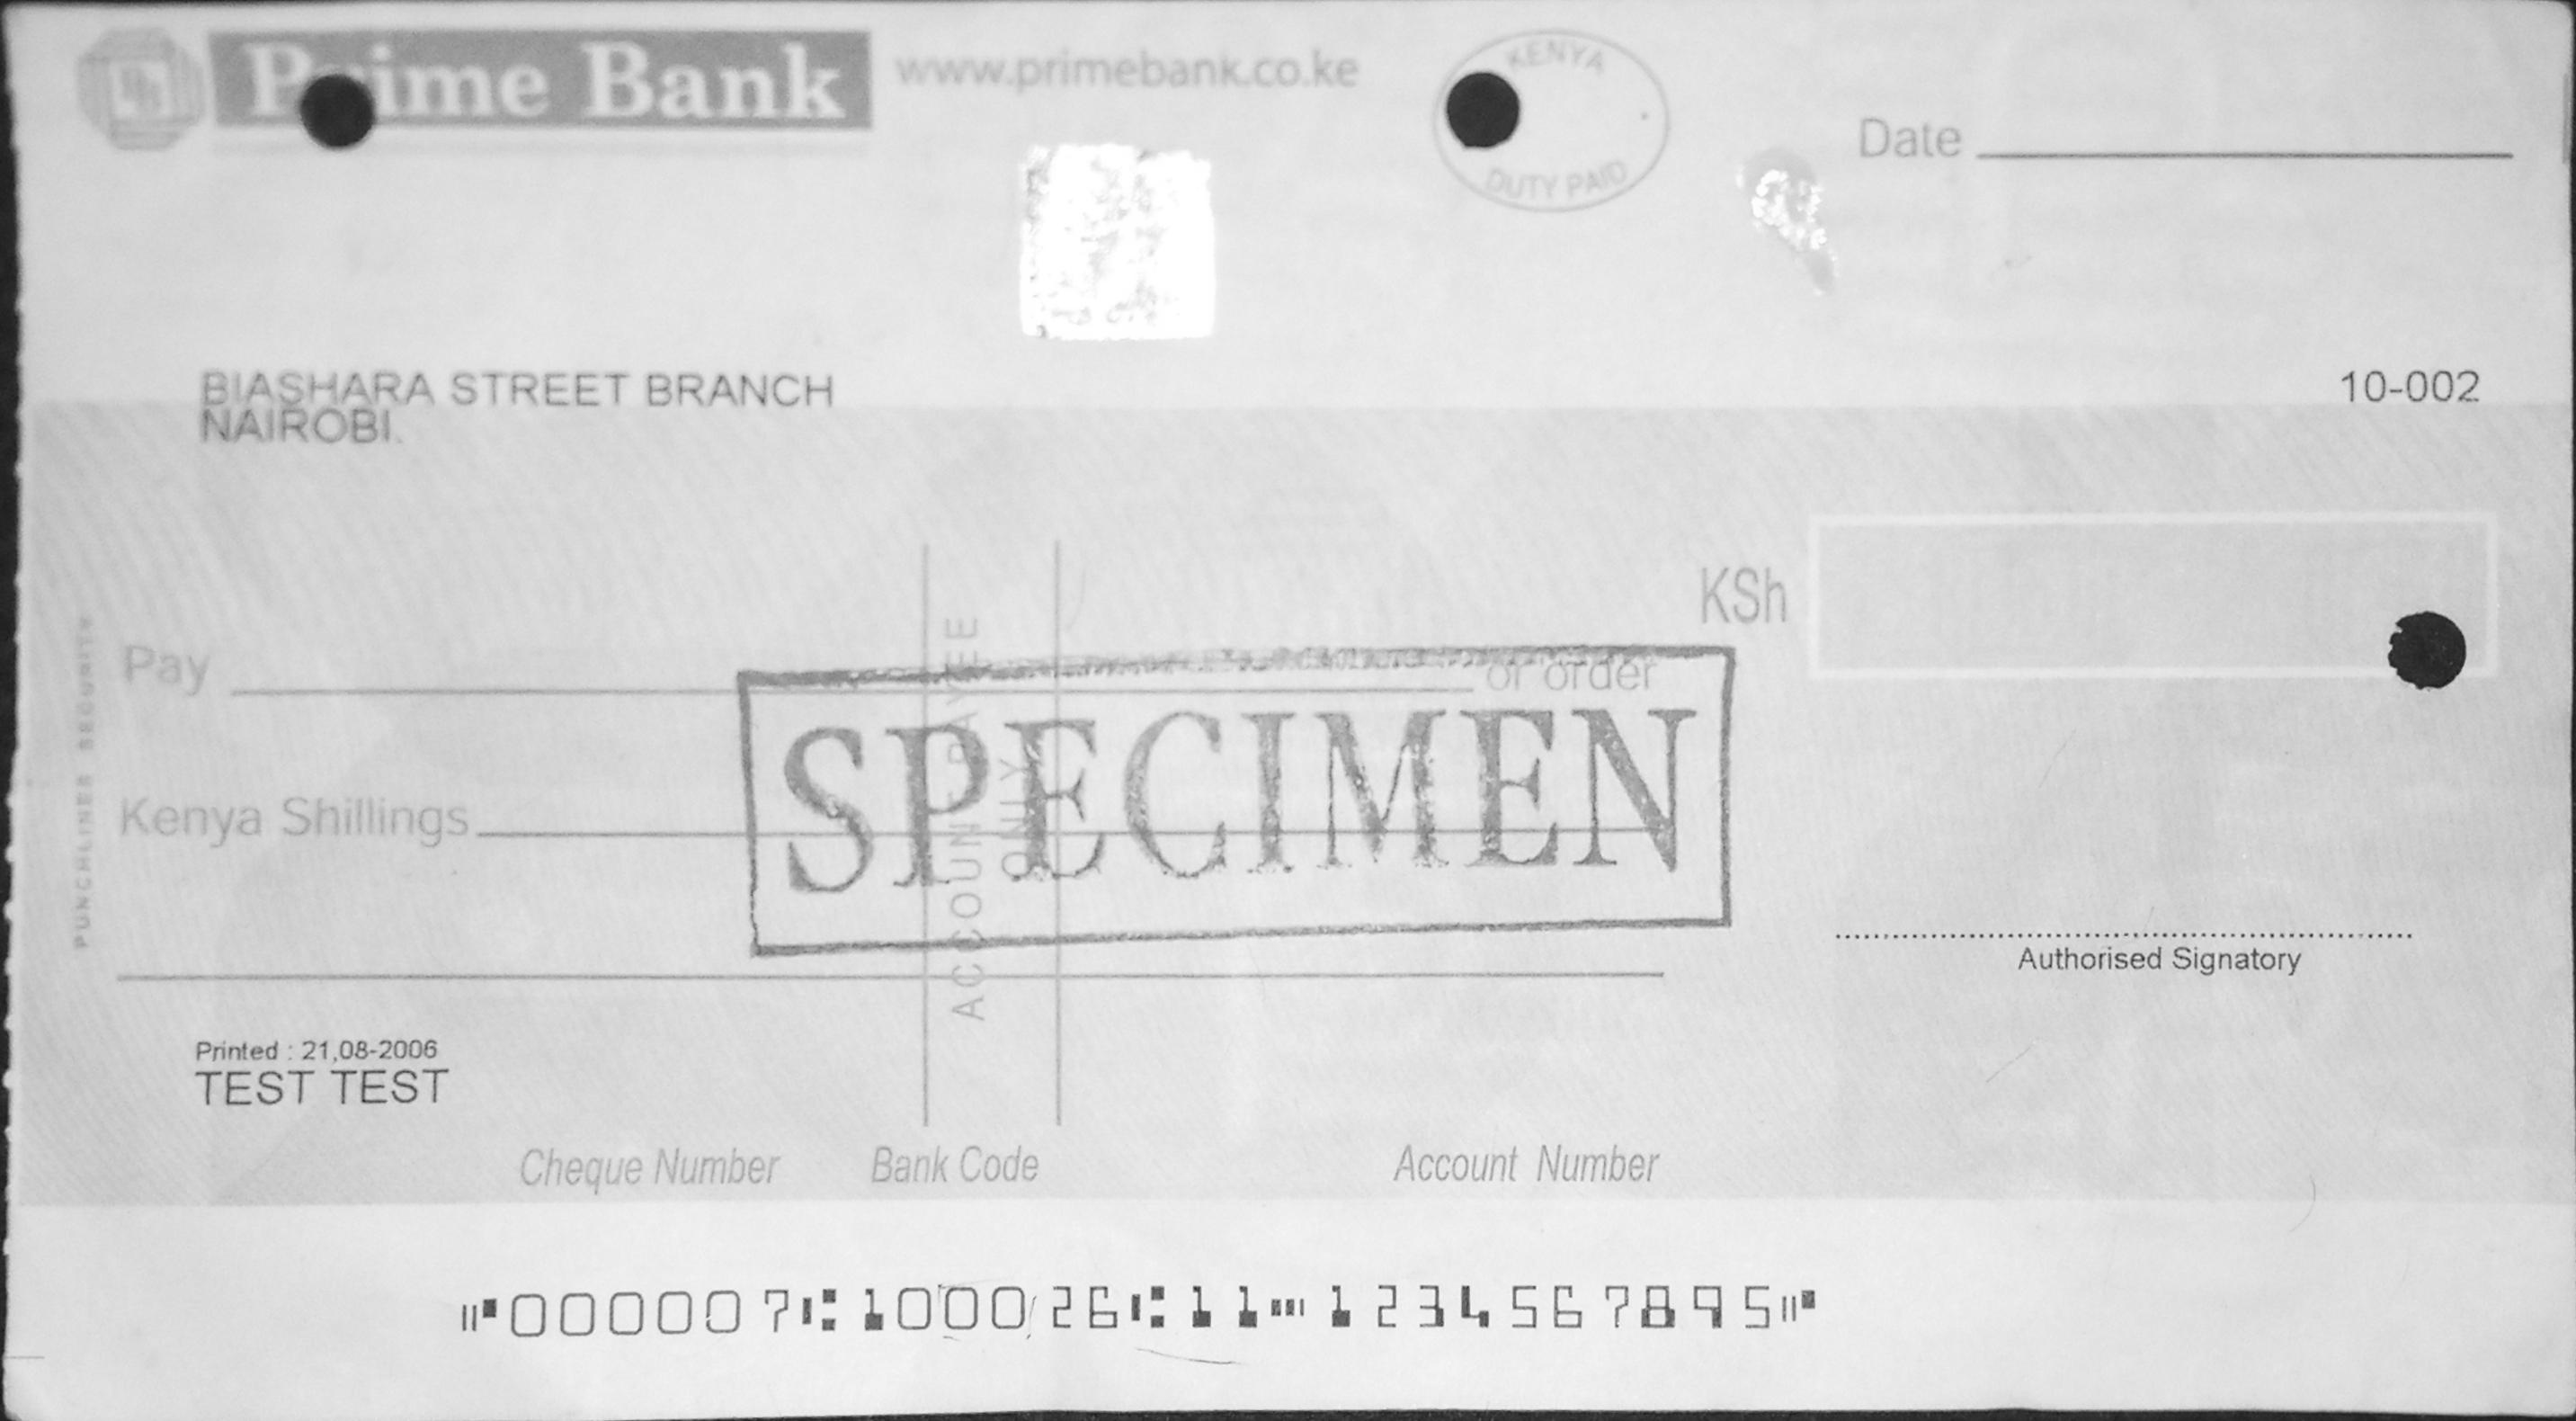 Prime Bank www.primebank.co.ke
KENYA
DUTY PAID
Date
BIASHARA STREET BRANCH
NAIROBI.
10-002
KSh
Pay
or order
SPECIMEN
ACCOUNT PAYEE
ONLY
Kenya Shillings
PUNCHLINES SECURITY
Authorised Signatory
Printed : 21,08-2006
TEST TEST
Cheque Number Bank Code Account Number
⑈000007⑆100026⑆11⑉1234567895⑈